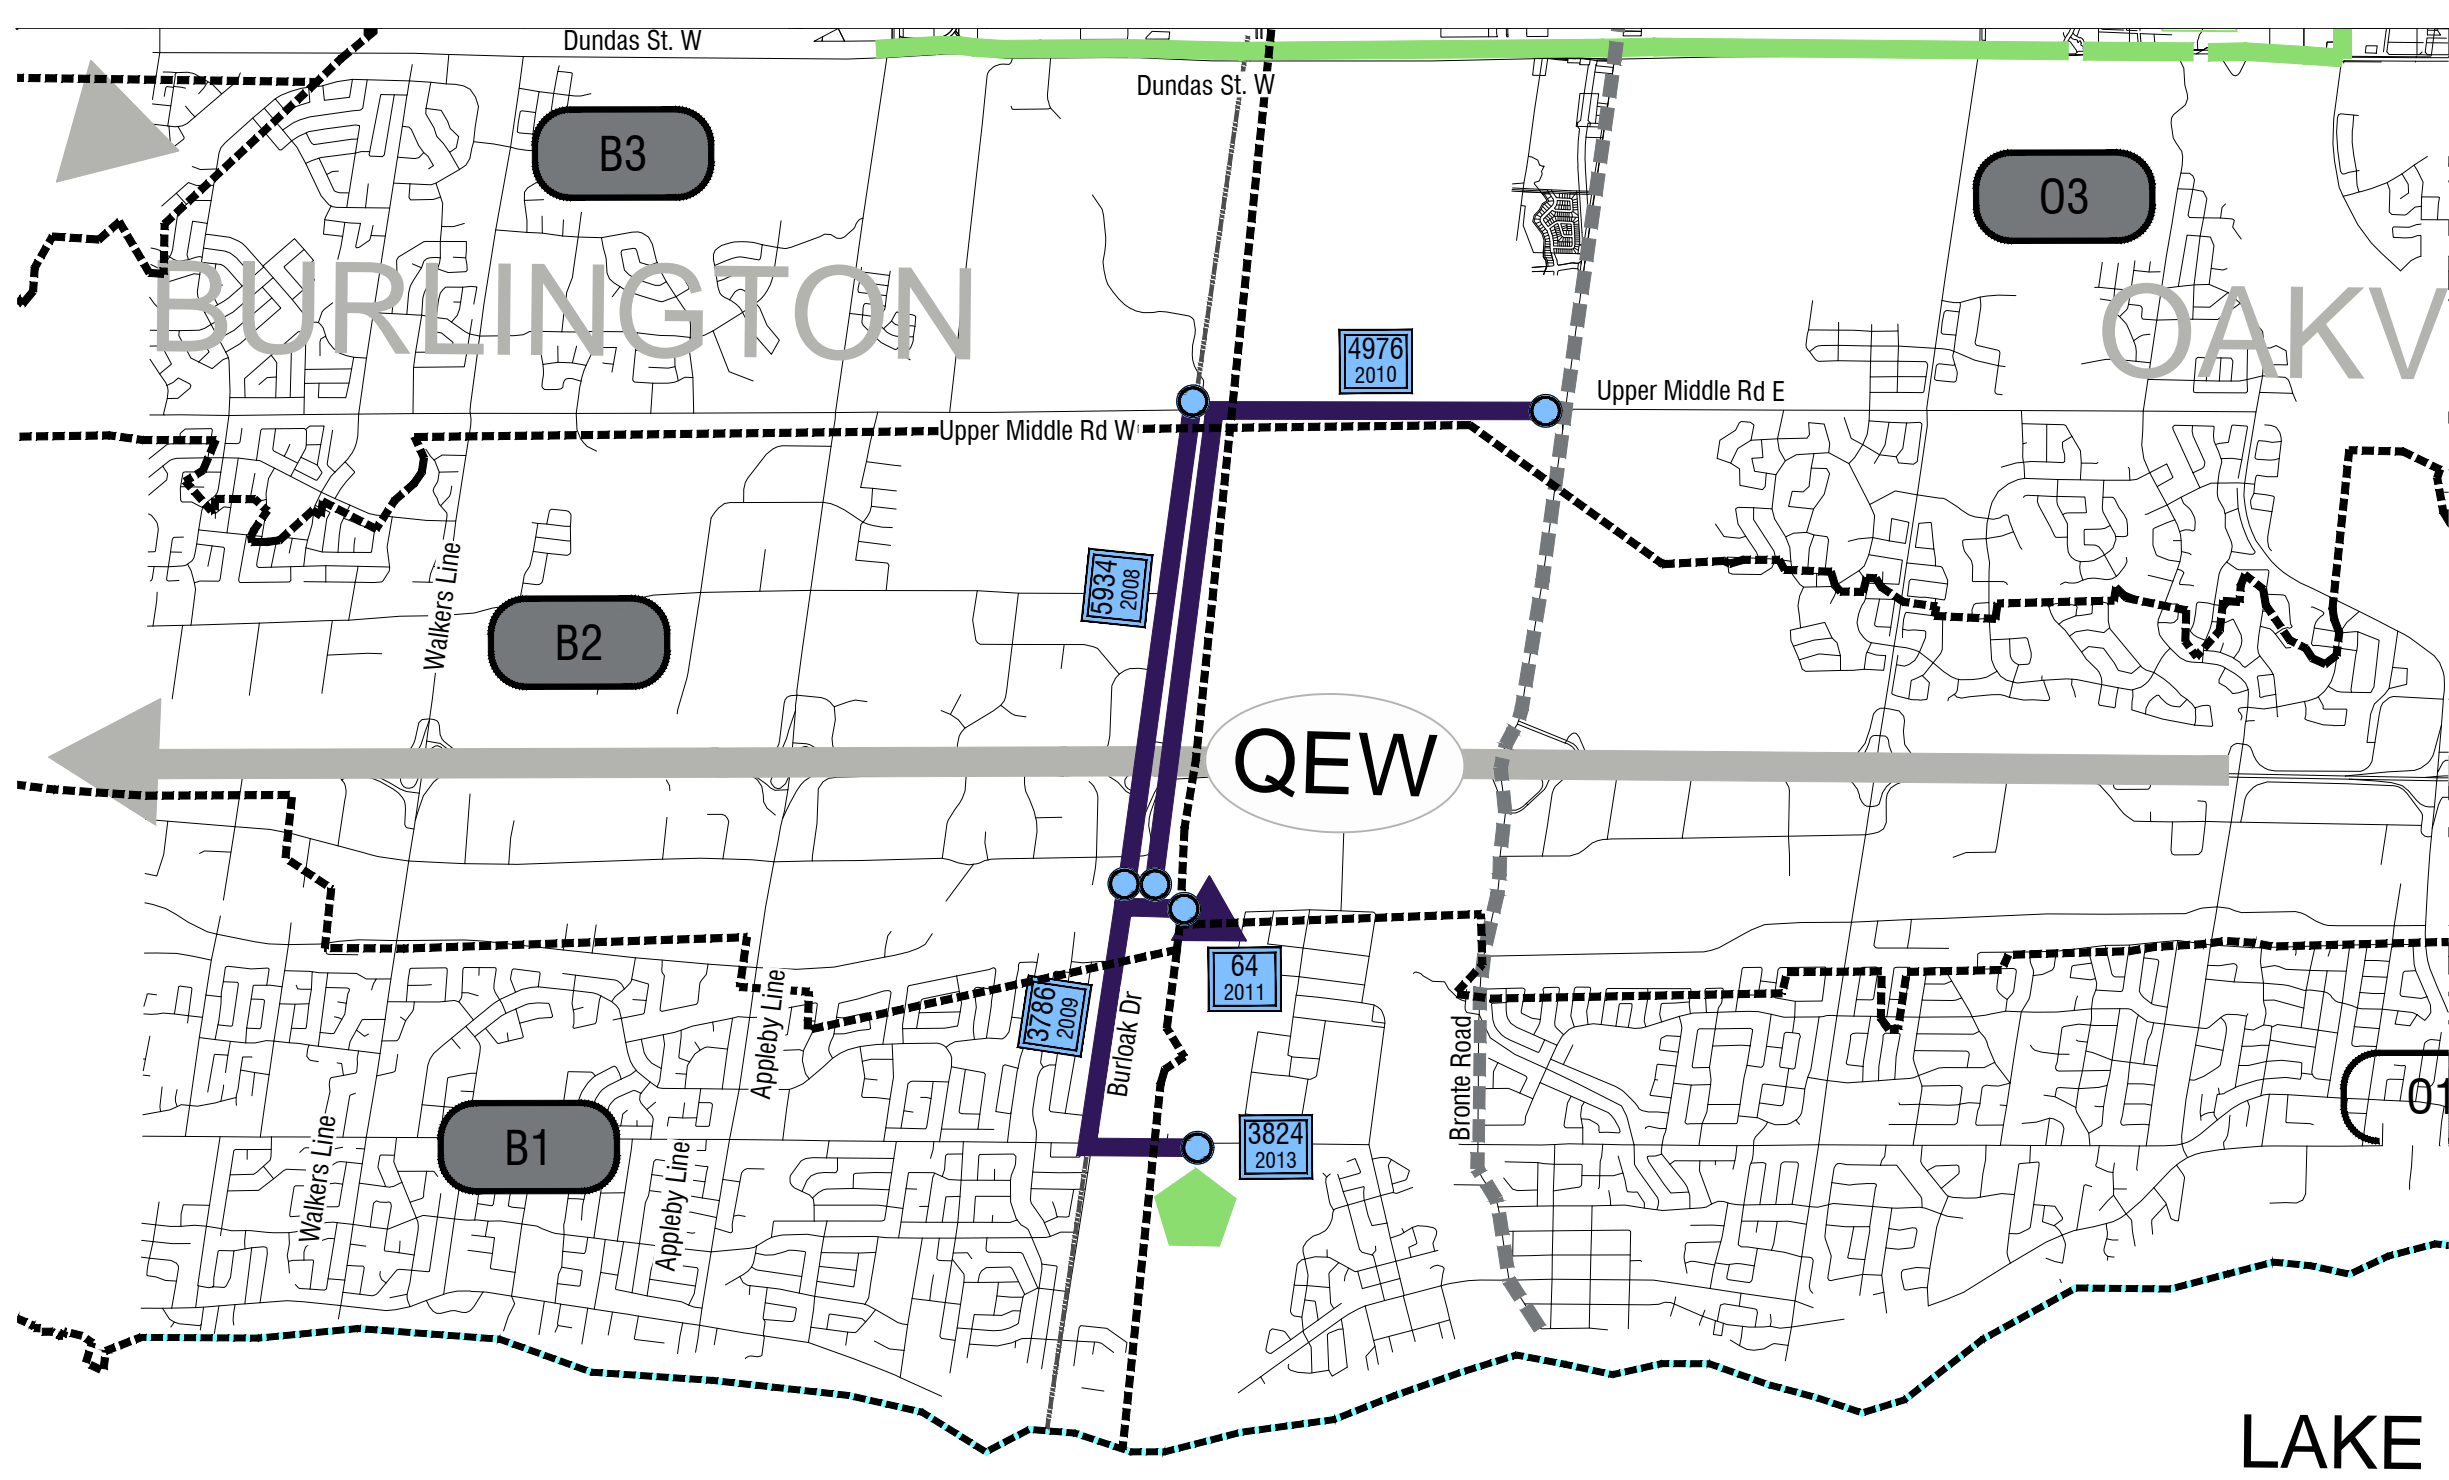 Dundas St. W
Dundas St. W
B3
O3
BURLINGTON
OAKV
4976
2010
Upper Middle Rd E
Upper Middle Rd W
5934
2008
Walkers Line
B2
QEW
64
2011
3786
2009
Burloak Dr
Appleby Line
Bronte Road
01
B1
3824
2013
Walkers Line
Appleby Line
LAKE